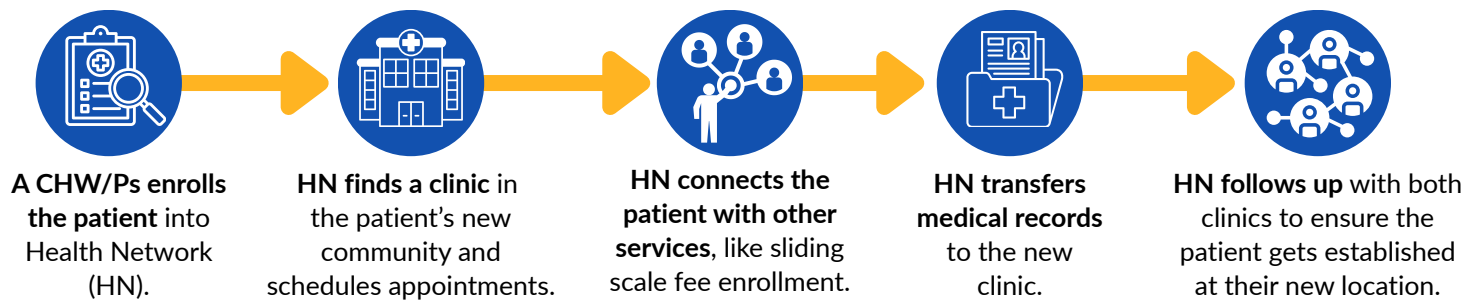 A CHW/Ps enrolls
the patient into
Health Network
(HN).
HN finds a clinic in
the patient's new
community and
schedules appointments.
HN connects the
patient with other
services, like sliding
scale fee enrollment.
HN transfers
medical records
to the new
clinic.
HN follows up with both
clinics to ensure the
patient gets established
at their new location.